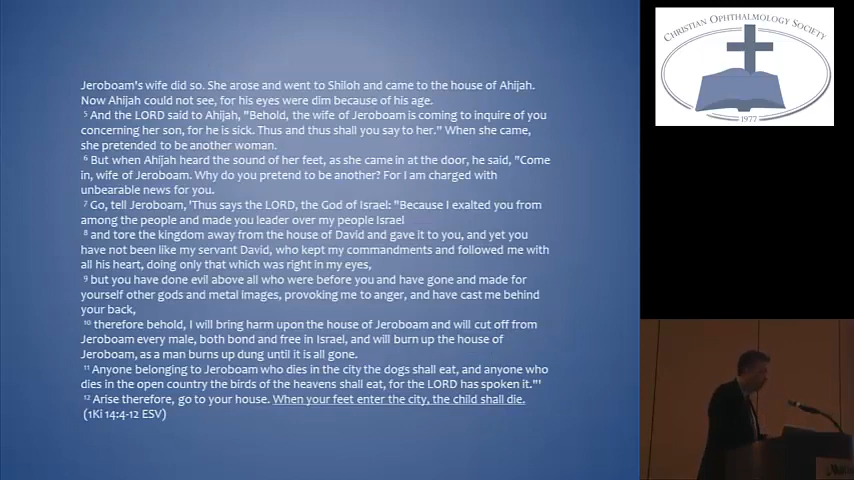 Jeroboam's wife did so. She arose and went to Shiloh and came to the house of Ahijah.
Now Ahijah could not see, for his eyes were dim because of his age.
5 And the LORD said to Ahijah, "Behold, the wife of Jeroboam is coming to inquire of you
concerning her son, for he is sick. Thus and thus shall you say to her." When she came,
she pretended to be another woman.
6 But when Ahijah heard the sound of her feet, as she came in at the door, he said, "Come
in, wife of Jeroboam. Why do you pretend to be another? For I am charged with
unbearable news for you.
7 Go, tell Jeroboam, 'Thus says the LORD, the God of Israel: "Because I exalted you from
among the people and made you leader over my people Israel
8 and tore the kingdom away from the house of David and gave it to you, and yet you
have not been like my servant David, who kept my commandments and followed me with
all his heart, doing only that which was right in my eyes,
9 but you have done evil above all who were before you and have gone and made for
yourself other gods and metal images, provoking me to anger, and have cast me behind
your back,
10 therefore behold, I will bring harm upon the house of Jeroboam and will cut off from
Jeroboam every male, both bond and free in Israel, and will burn up the house of
Jeroboam, as a man burns up dung until it is all gone.
11 Anyone belonging to Jeroboam who dies in the city the dogs shall eat, and anyone who
dies in the open country the birds of the heavens shall eat, for the LORD has spoken it."'
12 Arise therefore, go to your house. When your feet enter the city, the child shall die.
(1Ki 14:4-12 ESV)
CHRISTIAN OPHTHALMOLOGY SOCIETY
1977